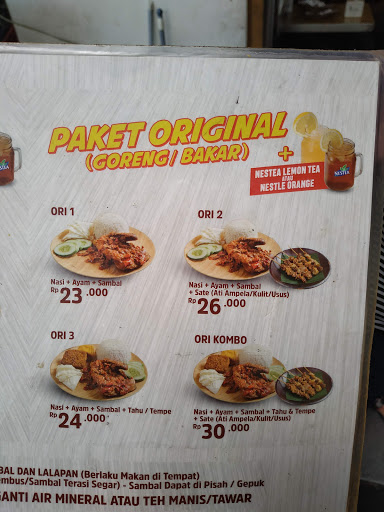 PAKET ORIGINAL
(GORENG / BAKAR)
+
NESTEA LEMON TEA
ATAU
NESTLE ORANGE
NESTEA
ORI 1
Nasi + Ayam + Sambal
Rp 23.000
ORI 2
Nasi + Ayam + Sambal
+ Sate (Ati Ampela/Kulit/Usus)
Rp 26.000
ORI 3
Nasi + Ayam + Sambal + Tahu / Tempe
Rp 24.000
ORI KOMBO
Nasi + Ayam + Sambal + Tahu & Tempe
+ Sate (Ati Ampela/Kulit/Usus)
Rp 30.000
BAL DAN LALAPAN (Berlaku Makan di Tempat)
mbus/Sambal Terasi Segar) - Sambal Dapat di Pisah / Gepuk
GANTI AIR MINERAL ATAU TEH MANIS/TAWAR